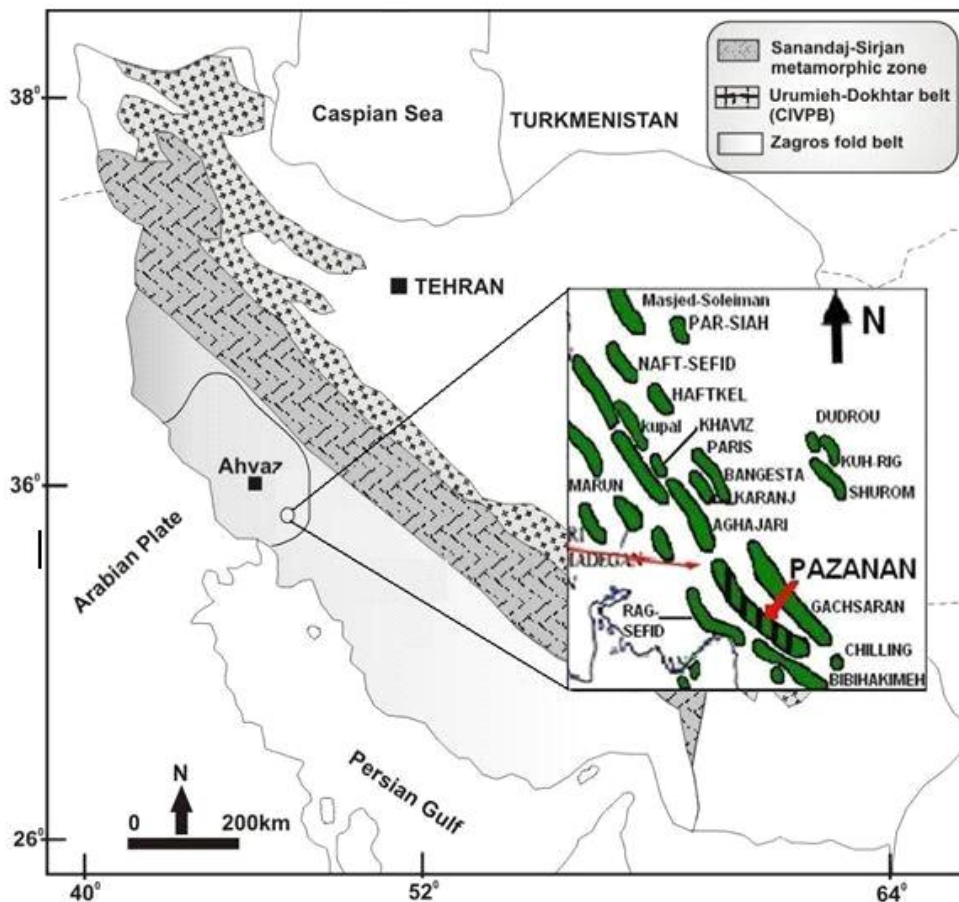 Sanandaj-Sirjan
metamorphic zone
Urumieh-Dokhtar belt
(CIVPB)
Zagros fold belt
38°
Caspian Sea
TURKMENISTAN
TEHRAN
Masjed-Soleiman
PAR-SIAH
N
NAFT-SEFID
HAFTKEL
DUDROU
kupal
KHAVIZ
PARIS
KUH-RIG
BANGESTA
SHUROM
MARUN
AGHAJARI
PAZANAN
GACHSARAN
RAG-
SEFID
CHILLING
BIBIHAKIMEH
Ahvaz
36°
Arabian Plate
Persian Gulf
N
0 200km
26°
40°
52°
64°